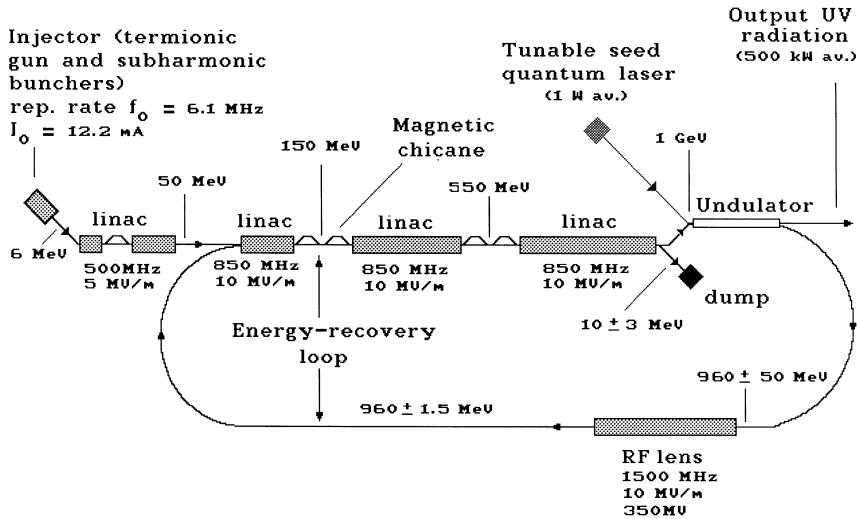 Injector (termionic
gun and subharmonic
bunchers)
rep. rate fo = 6.1 MHz
Io = 12.2 mA
Tunable seed
quantum laser
(1 W av.)
Output UV
radiation
(500 kW av.)
Magnetic
chicane
150 MeV
1 GeV
50 MeV
550 MeV
Undulator
linac
linac
linac
linac
6 MeV
500MHz
5 MV/m
850 MHz
10 MV/m
850 MHz
10 MV/m
850 MHz
10 MV/m
dump
10 ± 3 MeV
Energy-recovery
loop
960 ± 50 MeV
960 ± 1.5 MeV
RF lens
1500 MHz
10 MV/m
350MV